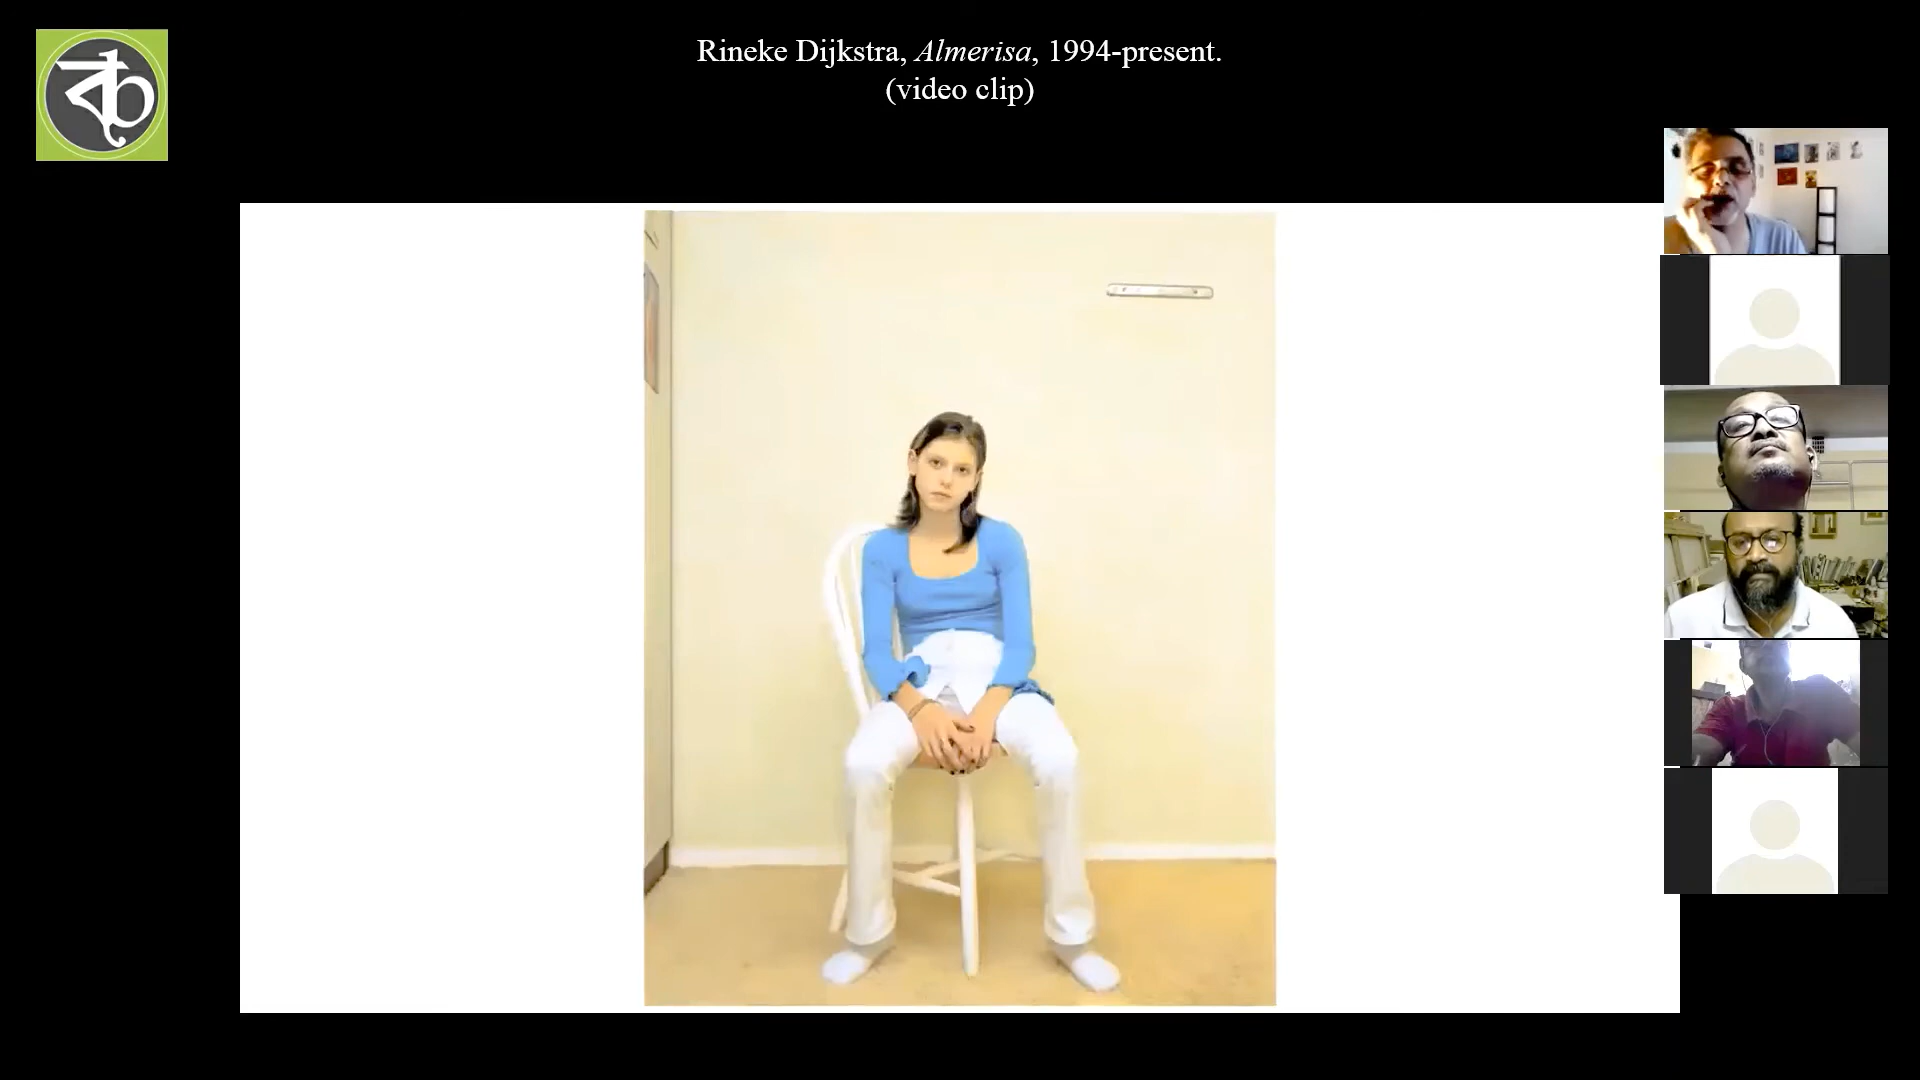 Rineke Dijkstra, Almerisa, 1994-present.
(video clip)